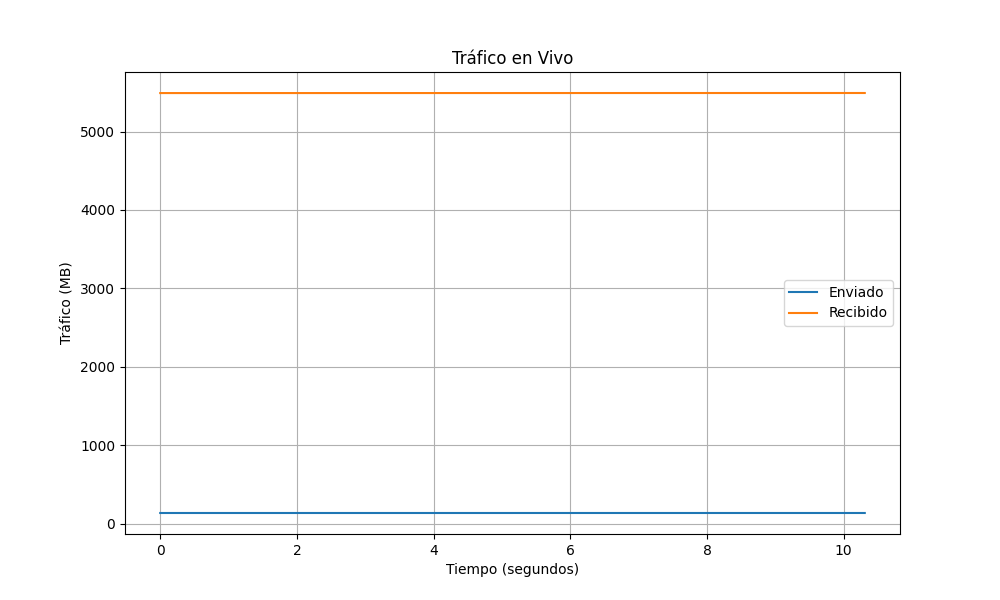 Tráfico en Vivo
Tráfico (MB)
5000
4000
3000
2000
1000
0
Enviado
Recibido
0 2 4 6 8 10
Tiempo (segundos)